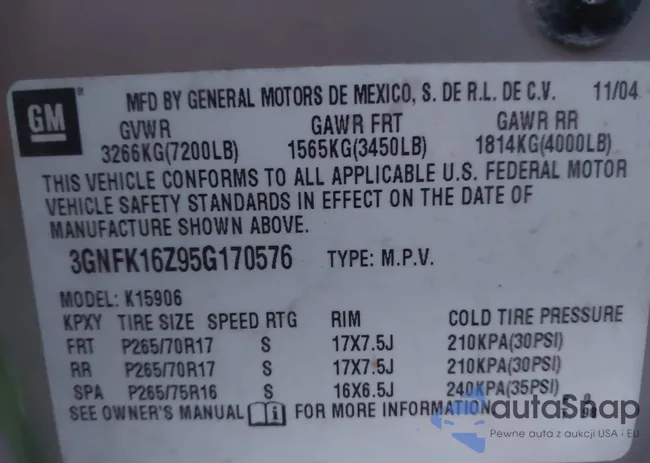 GM
MFD BY GENERAL MOTORS DE MEXICO, S. DE R.L. DE C.V. 11/04
GVWR GAWR FRT GAWR RR
3266KG(7200LB) 1565KG(3450LB) 1814KG(4000LB)
THIS VEHICLE CONFORMS TO ALL APPLICABLE U.S. FEDERAL MOTOR
VEHICLE SAFETY STANDARDS IN EFFECT ON THE DATE OF
MANUFACTURE SHOWN ABOVE.
3GNFK16Z95G170576 TYPE: M.P.V.
MODEL: K15906
KPXY TIRE SIZE SPEED RTG RIM COLD TIRE PRESSURE
FRT P265/70R17 S 17X7.5J 210KPA(30PSI)
RR P265/70R17 S 17X7.5J 210KPA(30PSI)
SPA P265/75R16 S 16X6.5J 240KPA(35PSI)
SEE OWNER'S MANUAL FOR MORE INFORMATION
autaShop
Pewne auta z aukcji USA i EU